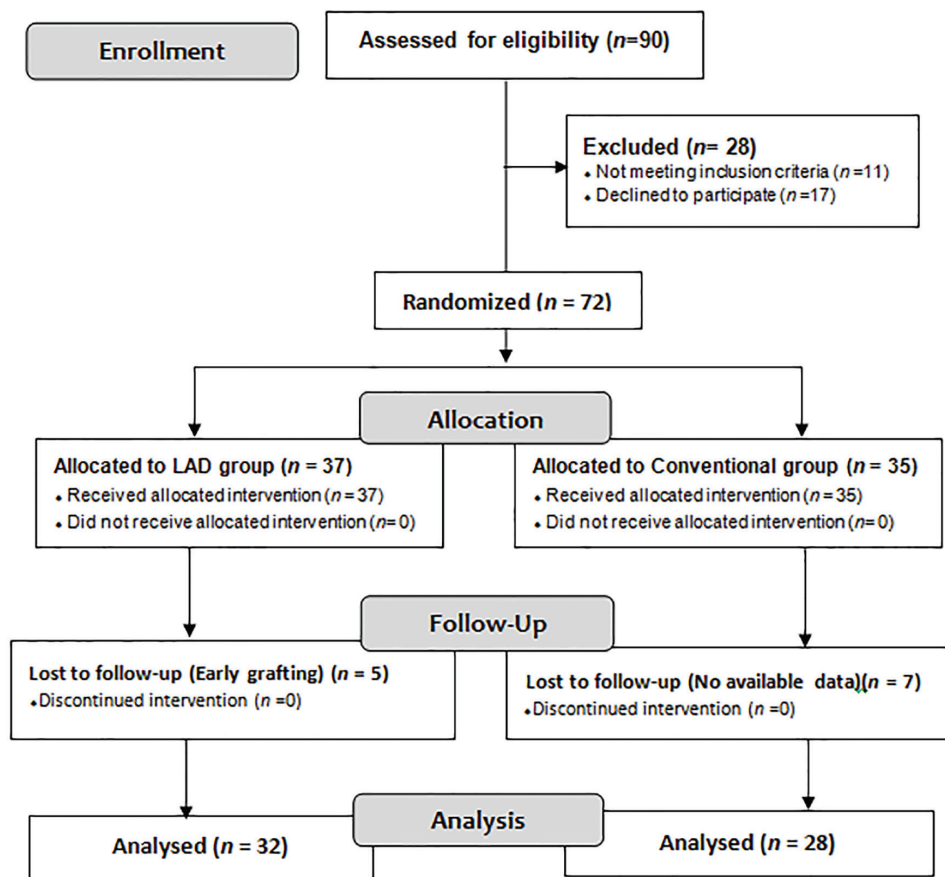 Enrollment
Assessed for eligibility (n=90)
Excluded (n= 28)
⬥ Not meeting inclusion criteria (n=11)
⬥ Declined to participate (n=17)
Randomized (n = 72)
Allocation
Allocated to LAD group (n = 37)
⬥ Received allocated intervention (n = 37)
⬥ Did not receive allocated intervention (n= 0)
Allocated to Conventional group (n = 35)
⬥ Received allocated intervention (n = 35)
⬥ Did not receive allocated intervention (n= 0)
Follow-Up
Lost to follow-up (Early grafting) (n = 5)
⬥Discontinued intervention (n =0)
Lost to follow-up (No available data)(n = 7)
⬥Discontinued intervention (n =0)
Analysis
Analysed (n = 32)
Analysed (n = 28)